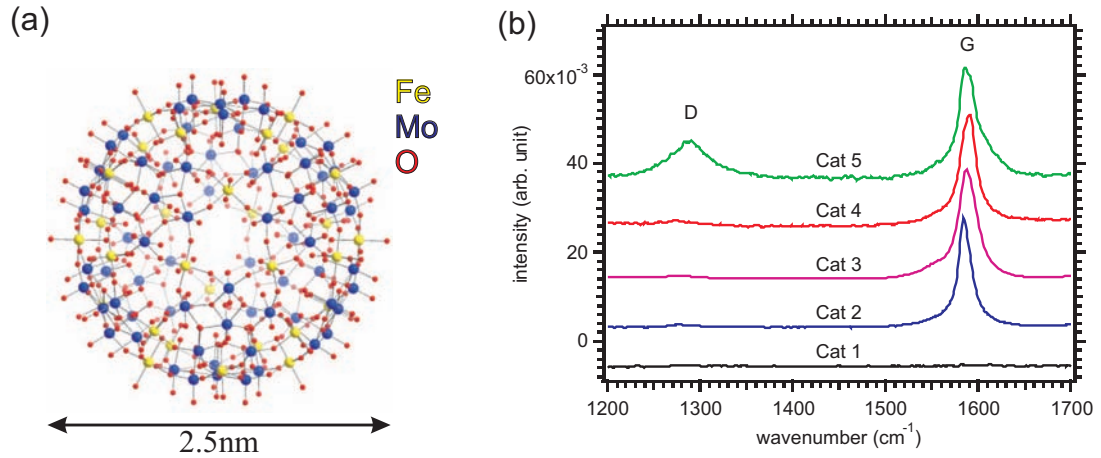 (a)
Fe
Mo
O
2.5nm
(b)
60x10⁻³
40
20
0
intensity (arb. unit)
D
G
Cat 5
Cat 4
Cat 3
Cat 2
Cat 1
1200 1300 1400 1500 1600 1700
wavenumber (cm⁻¹)